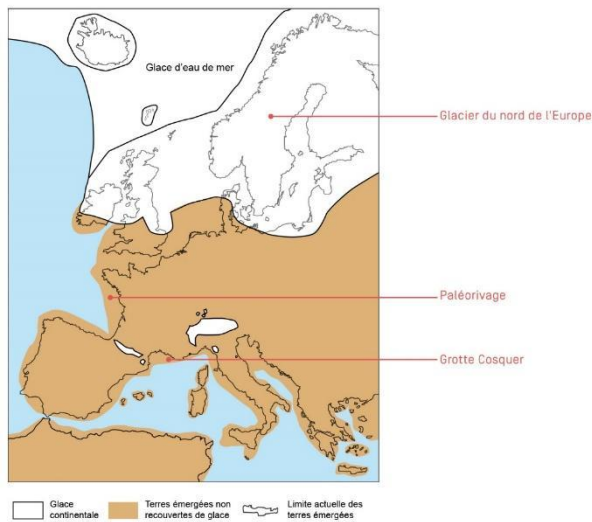 Glace d'eau de mer
Glacier du nord de l'Europe
Paléorivage
Grotte Cosquer
Glace
continentale
Terres émergées non
recouvertes de glace
Limite actuelle des
terres émergées